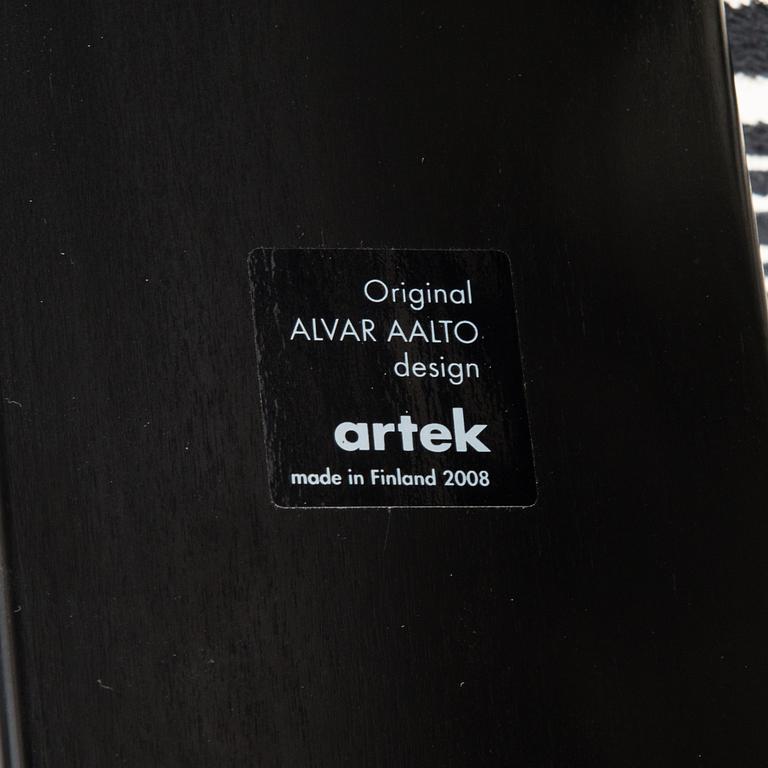 Original
ALVAR AALTO
design
artek
made in Finland 2008